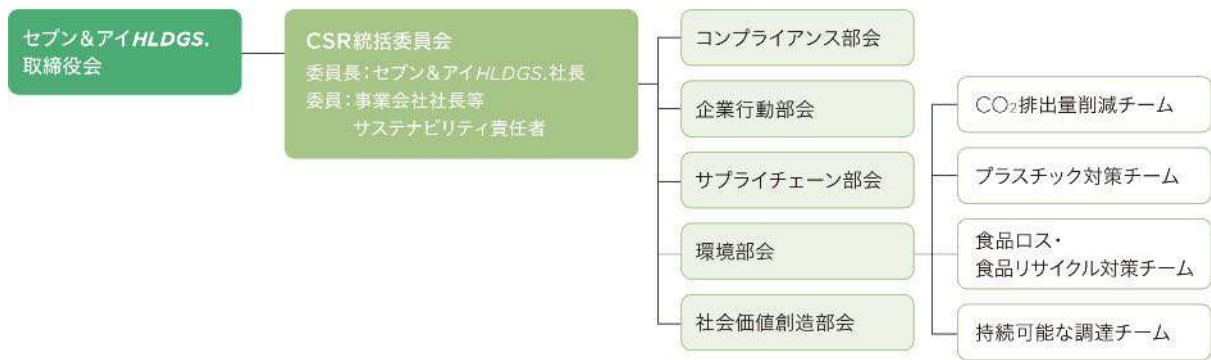 セブン&アイHLDGS.
取締役会
CSR統括委員会
委員長:セブン&アイHLDGS.社長
委員:事業会社社長等
サステナビリティ責任者
コンプライアンス部会
企業行動部会
サプライチェーン部会
環境部会
社会価値創造部会
CO₂排出量削減チーム
プラスチック対策チーム
食品ロス・
食品リサイクル対策チーム
持続可能な調達チーム